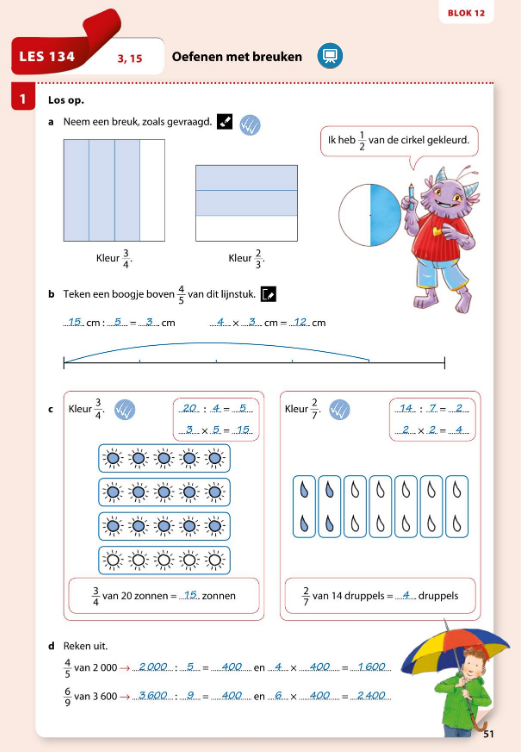 BLOK 12
LES 134 3, 15 Oefenen met breuken
1 Los op.
a Neem een breuk, zoals gevraagd.
Ik heb 1/2 van de cirkel gekleurd.
Kleur 3/4.
Kleur 2/3.
b Teken een boogje boven 4/5 van dit lijnstuk.
15 cm : 5 = 3 cm 4 × 3 cm = 12 cm
c Kleur 3/4.
20 : 4 = 5
3 × 5 = 15
3/4 van 20 zonnen = 15 zonnen
Kleur 2/7.
14 : 7 = 2
2 × 2 = 4
2/7 van 14 druppels = 4 druppels
d Reken uit.
4/5 van 2 000 → 2 000 : 5 = 400 en 4 × 400 = 1 600
6/9 van 3 600 → 3 600 : 9 = 400 en 6 × 400 = 2 400
51